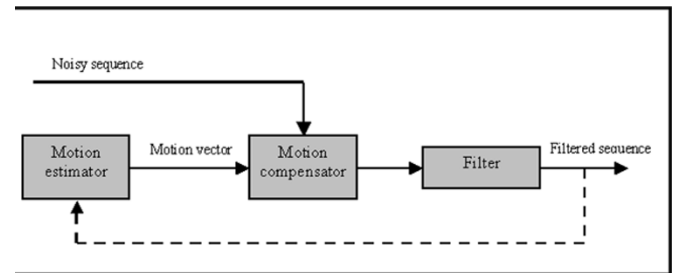 Noisy sequence
Motion
estimator
Motion vector
Motion
compensator
Filter
Filtered sequence